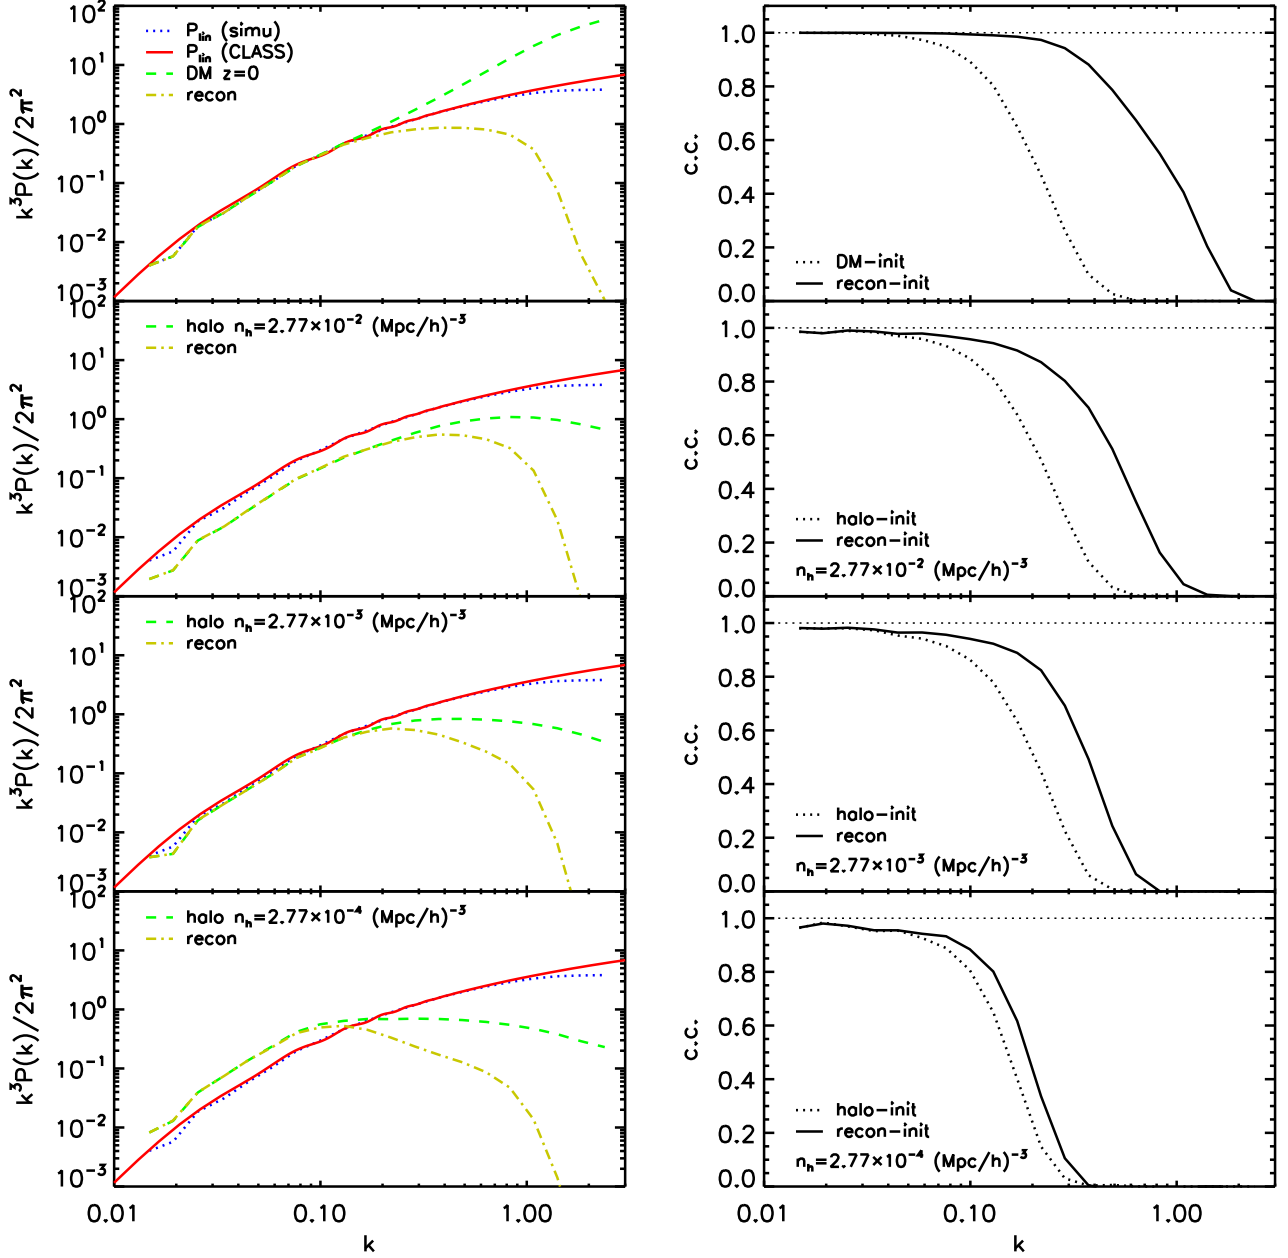 10²
10¹
10⁰
10⁻¹
10⁻²
10⁻³
k³P(k)/2π²
P_lin (simu)
P_lin (CLASS)
DM z=0
recon
1.0
0.8
0.6
0.4
0.2
0.0
c.c.
DM−init
recon−init
10²
10¹
10⁰
10⁻¹
10⁻²
10⁻³
k³P(k)/2π²
halo n_h=2.77×10⁻² (Mpc/h)⁻³
recon
1.0
0.8
0.6
0.4
0.2
0.0
c.c.
halo−init
recon−init
n_h=2.77×10⁻² (Mpc/h)⁻³
10²
10¹
10⁰
10⁻¹
10⁻²
10⁻³
k³P(k)/2π²
halo n_h=2.77×10⁻³ (Mpc/h)⁻³
recon
1.0
0.8
0.6
0.4
0.2
0.0
c.c.
halo−init
recon
n_h=2.77×10⁻³ (Mpc/h)⁻³
10²
10¹
10⁰
10⁻¹
10⁻²
10⁻³
k³P(k)/2π²
halo n_h=2.77×10⁻⁴ (Mpc/h)⁻³
recon
0.01
0.10
1.00
k
1.0
0.8
0.6
0.4
0.2
0.0
c.c.
halo−init
recon−init
n_h=2.77×10⁻⁴ (Mpc/h)⁻³
0.01
0.10
1.00
k